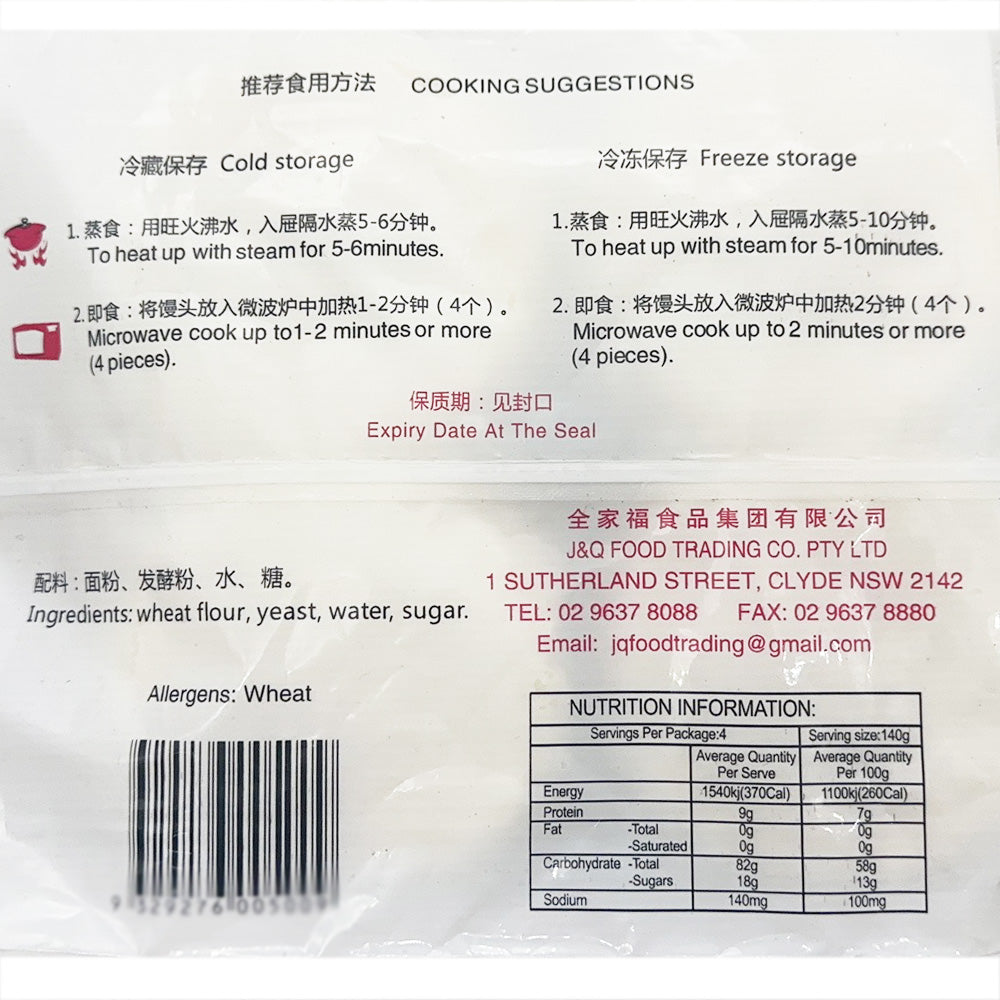 推荐食用方法 COOKING SUGGESTIONS
冷藏保存 Cold storage
1. 蒸食：用旺火沸水，入屉隔水蒸5-6分钟。
To heat up with steam for 5-6minutes.
2. 即食：将馒头放入微波炉中加热1-2分钟（4个）。
Microwave cook up to1-2 minutes or more
(4 pieces).
冷冻保存 Freeze storage
1. 蒸食：用旺火沸水，入屉隔水蒸5-10分钟。
To heat up with steam for 5-10minutes.
2. 即食：将馒头放入微波炉中加热2分钟（4个）。
Microwave cook up to 2 minutes or more
(4 pieces).
保质期：见封口
Expiry Date At The Seal
配料：面粉、发酵粉、水、糖。
Ingredients: wheat flour, yeast, water, sugar.
Allergens: Wheat
全家福食品集团有限公司
J&Q FOOD TRADING CO. PTY LTD
1 SUTHERLAND STREET, CLYDE NSW 2142
TEL: 02 9637 8088 FAX: 02 9637 8880
Email: jqfoodtrading@gmail.com
NUTRITION INFORMATION:
Servings Per Package:4 Serving size:140g
Average Quantity Per Serve Average Quantity Per 100g
Energy 1540kj(370Cal) 1100kj(260Cal)
Protein 9g 7g
Fat -Total 0g 0g
-Saturated 0g 0g
Carbohydrate -Total 82g 58g
-Sugars 18g 13g
Sodium 140mg 100mg